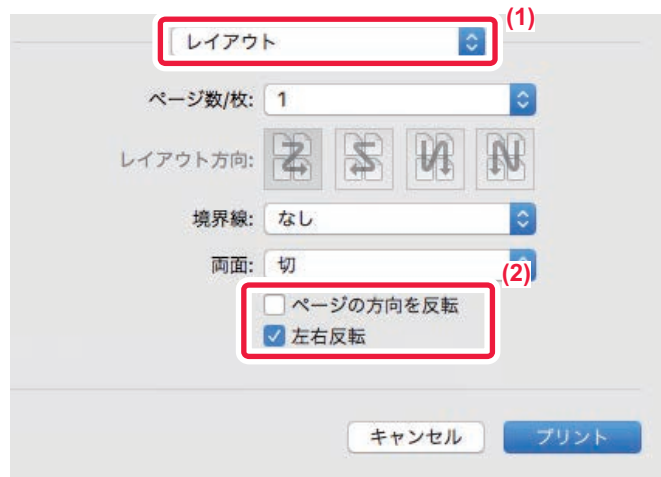 (1)
レイアウト
ページ数/枚: 1
レイアウト方向:
境界線: なし
両面: 切
(2)
ページの方向を反転
左右反転
キャンセル プリント